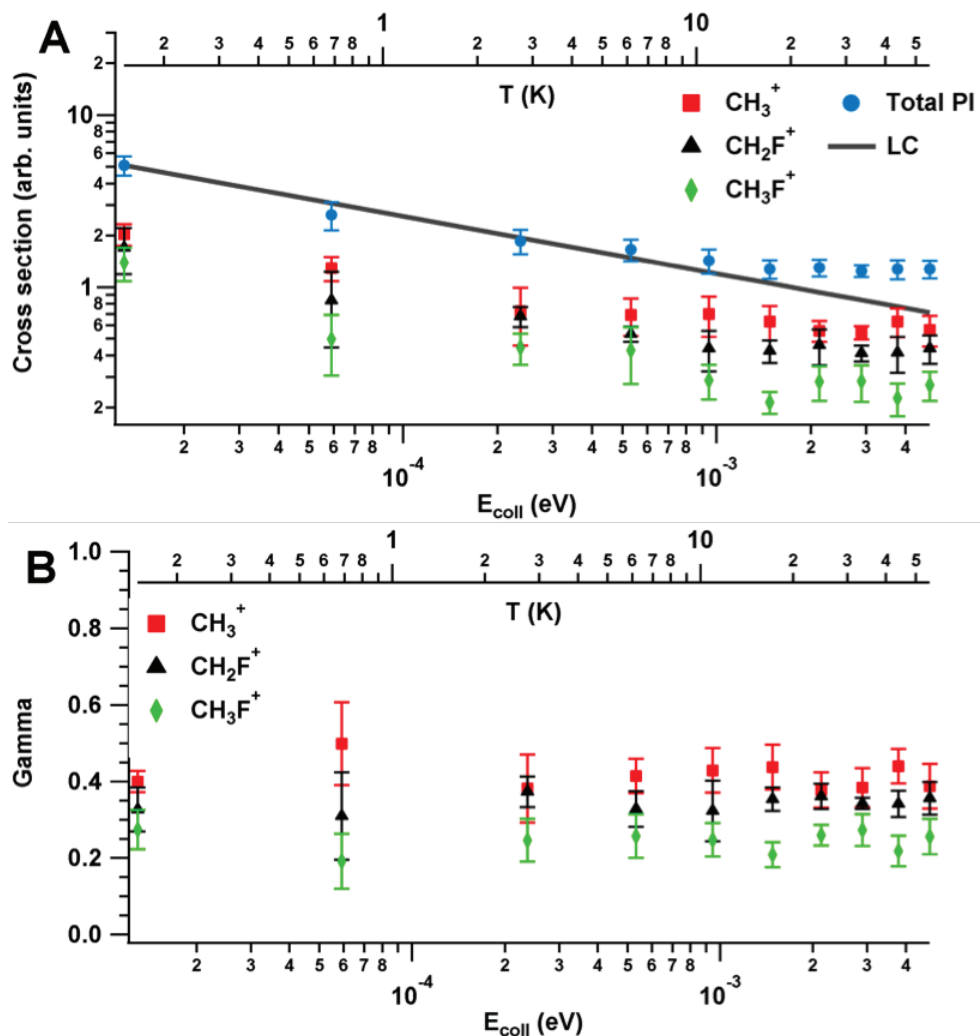 A
1 10
2 3 4 5 6 7 8 2 3 4 5 6 7 8 2 3 4 5
T (K)
CH3+ Total PI
CH2F+ LC
CH3F+
Cross section (arb. units)
2
10
8
6
4
2
1
8
6
4
2
2 3 4 5 6 7 8 2 3 4 5 6 7 8 2 3 4
10-4 10-3
Ecoll (eV)
B
1 10
2 3 4 5 6 7 8 2 3 4 5 6 7 8 2 3 4 5
T (K)
CH3+
CH2F+
CH3F+
Gamma
1.0
0.8
0.6
0.4
0.2
0.0
2 3 4 5 6 7 8 2 3 4 5 6 7 8 2 3 4
10-4 10-3
Ecoll (eV)